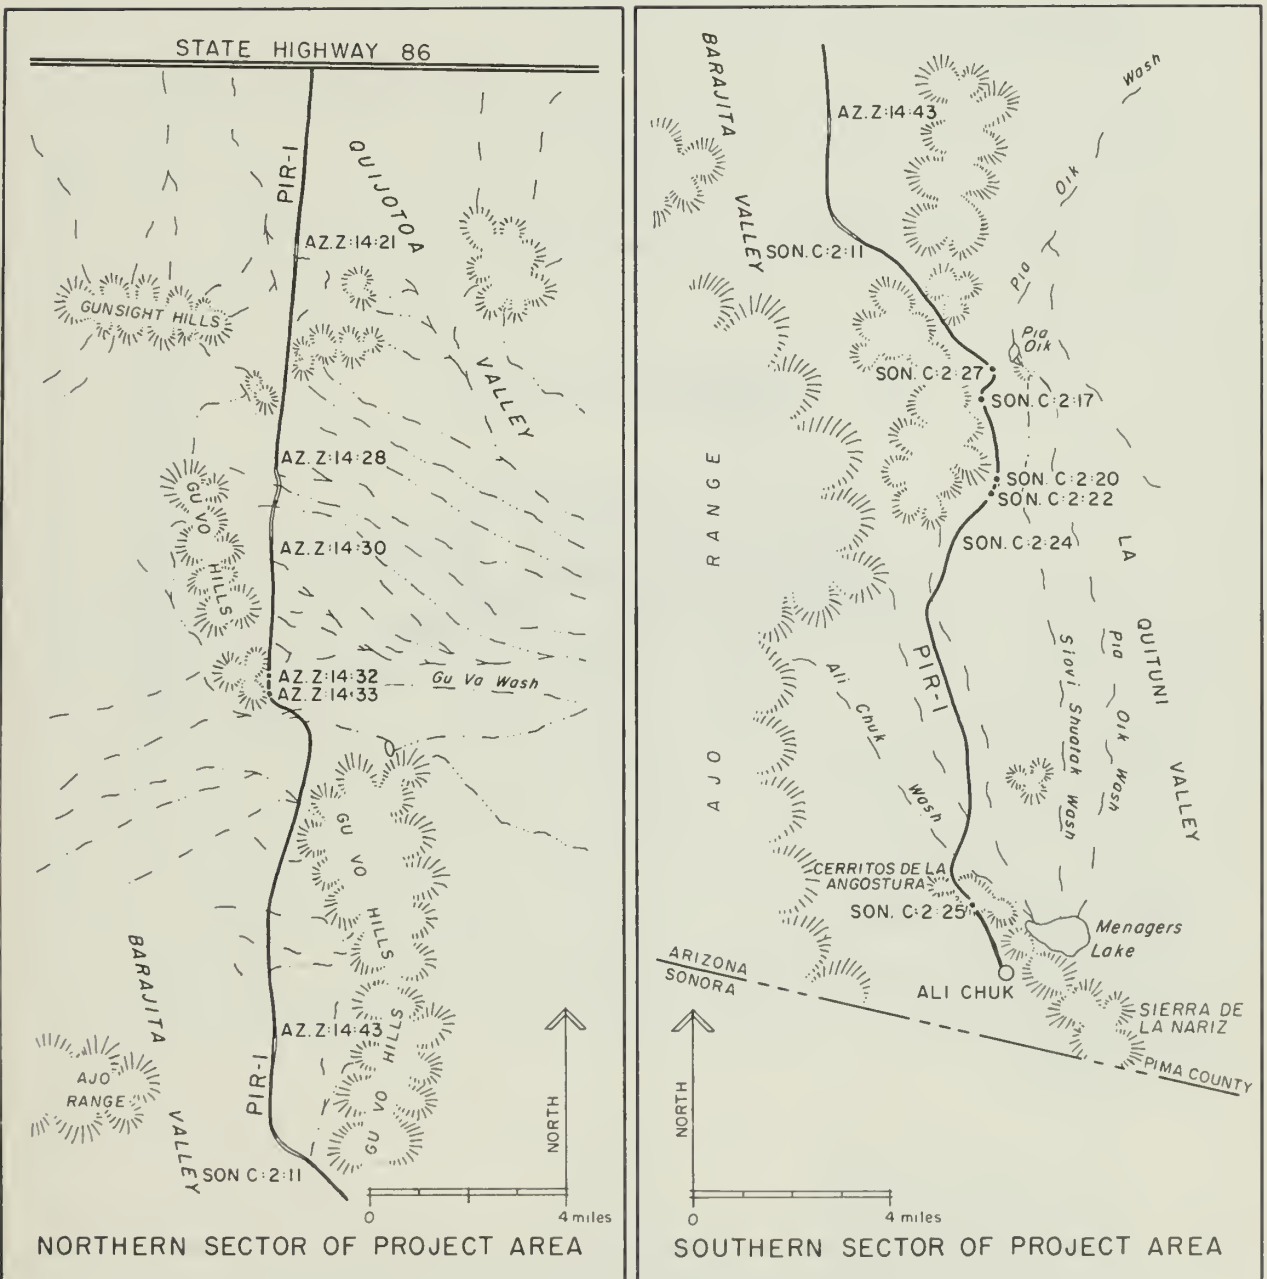 STATE HIGHWAY 86
PIR-I
QUIJOTOA
VALLEY
AZ. Z:14:21
GUNSIGHT HILLS
AZ. Z:14:28
GU VO
HILLS
AZ. Z:14:30
AZ. Z:14:32
AZ. Z:14:33
Gu Va Wash
GU VO
HILLS
BARAJITA
VALLEY
AZ. Z:14:43
HILLS
GU VO
AJO
RANGE
PIR-I
SON C:2:11
NORTH
0 4 miles
NORTHERN SECTOR OF PROJECT AREA
BARAJITA
VALLEY
AZ. Z:14:43
Wash
Oik
Pia
SON. C:2:11
Pia
Oik
SON. C:2:27
SON. C:2:17
SON. C:2:20
SON. C:2:22
SON. C:2:24
AJO RANGE
LA
QUITUNI
VALLEY
PIR-I
Ali Chuk Wash
Siovi Shuatak Wash
Pia Oik Wash
CERRITOS DE LA
ANGOSTURA
SON. C:2:25
Menagers
Lake
ARIZONA
SONORA
ALI CHUK
SIERRA DE
LA NARIZ
PIMA COUNTY
NORTH
0 4 miles
SOUTHERN SECTOR OF PROJECT AREA